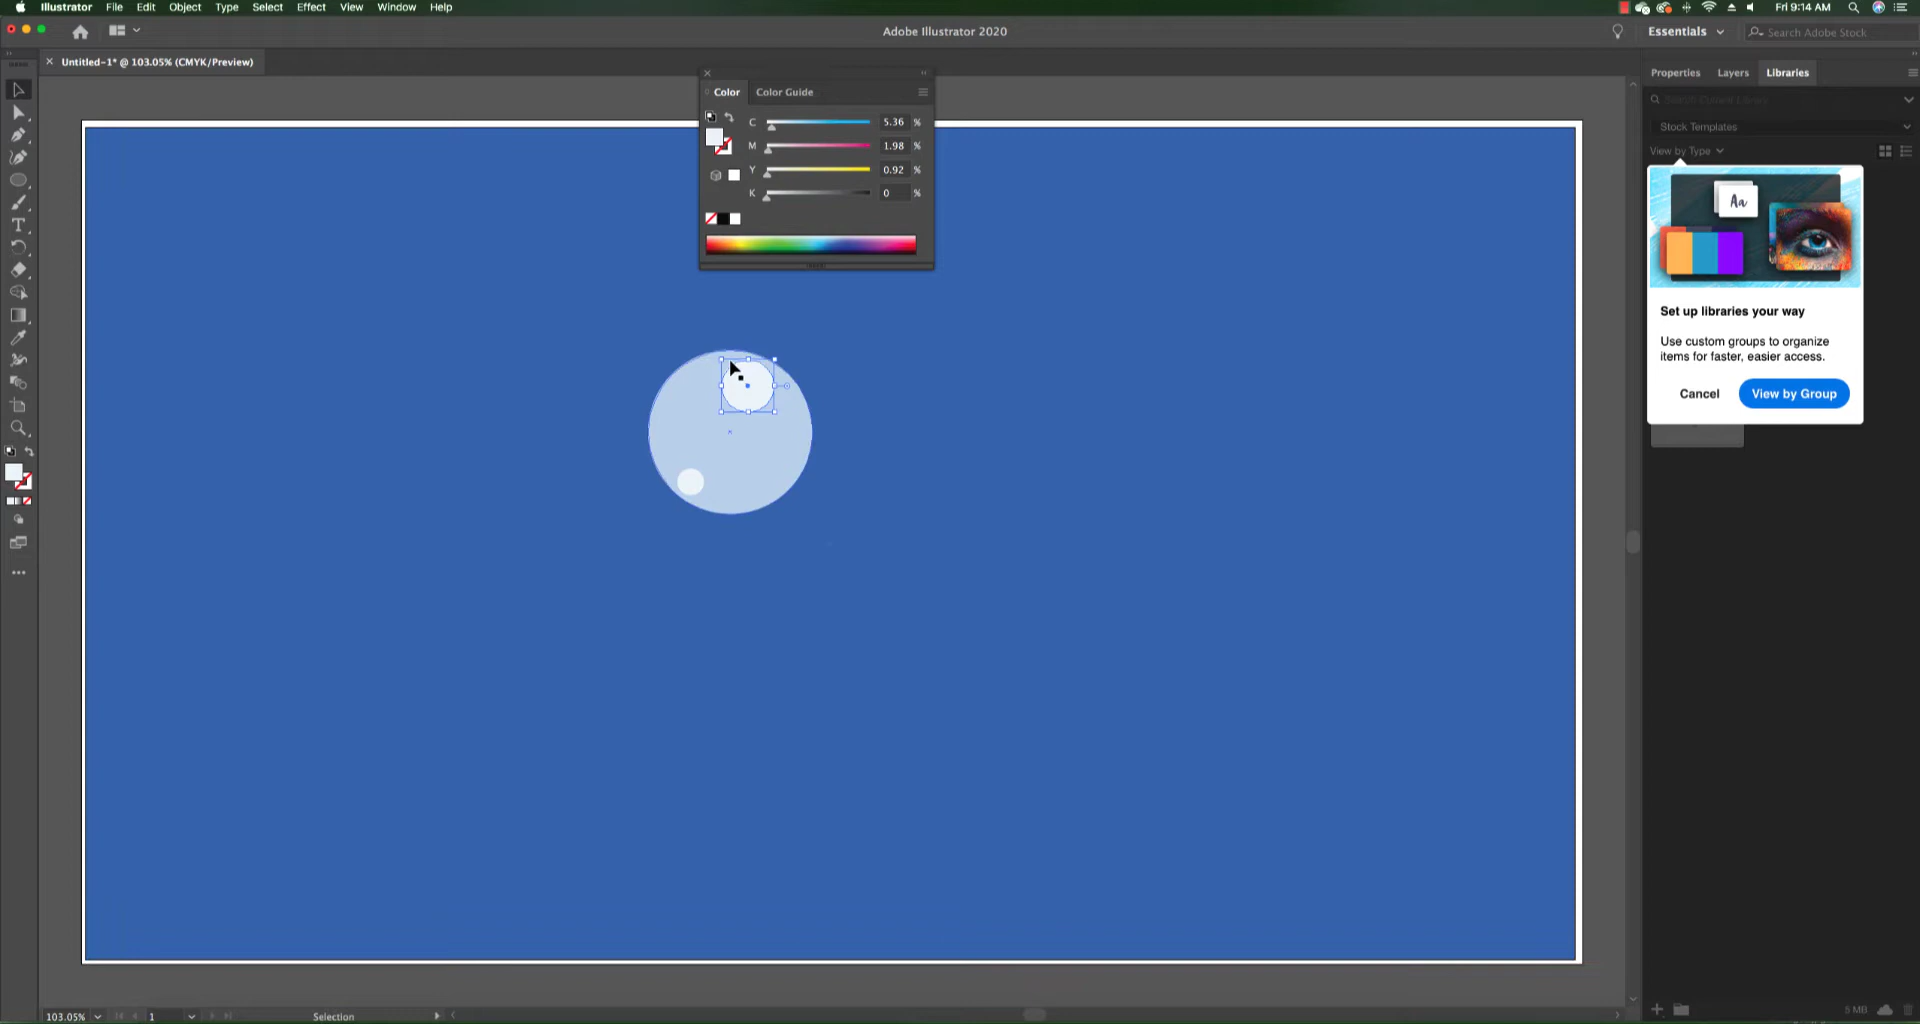 Illustrator File Edit Object Type Select Effect View Window Help
Fri 9:14 AM
Adobe Illustrator 2020
Essentials
Search Adobe Stock
Untitled-1* @ 103.05% (CMYK/Preview)
Color Color Guide
C 5.36 %
M 1.98 %
Y 0.92 %
K 0 %
Properties Layers Libraries
Search Current Library
Stock Templates
View by Type
Aa
Set up libraries your way
Use custom groups to organize
items for faster, easier access.
Cancel View by Group
T
103.05% 1 Selection
5 MB